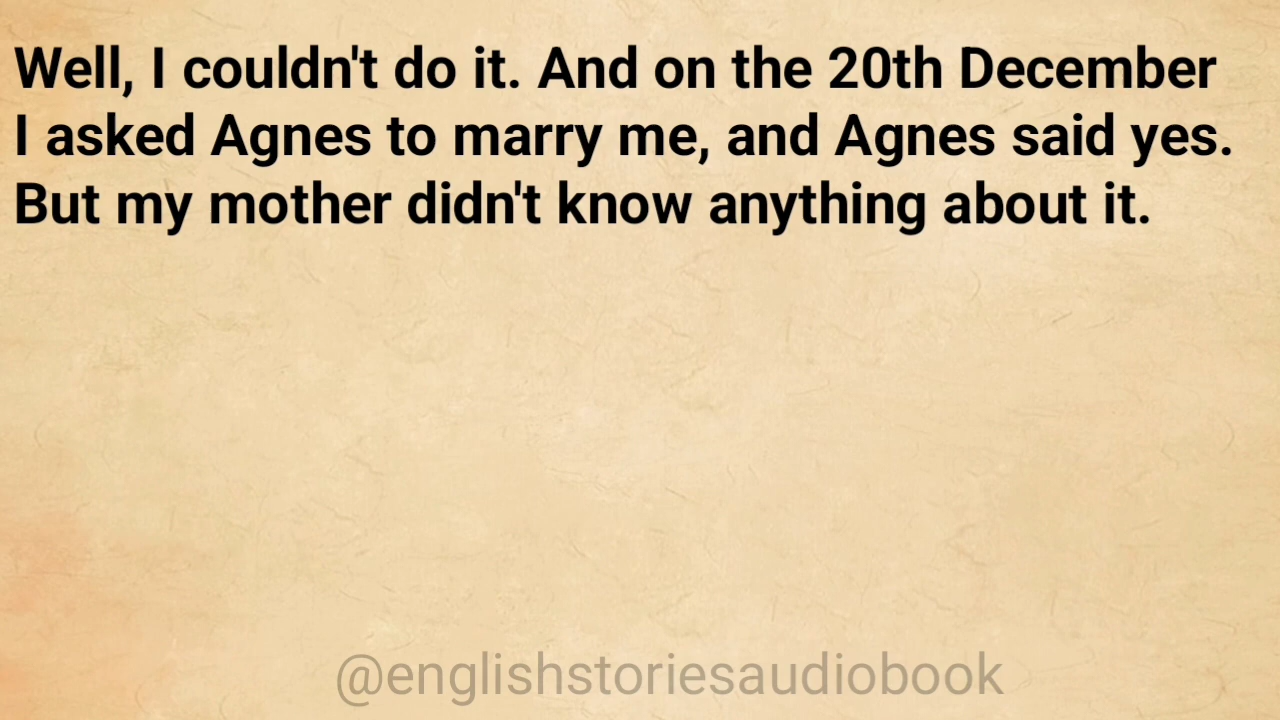 Well, I couldn't do it. And on the 20th December
I asked Agnes to marry me, and Agnes said yes.
But my mother didn't know anything about it.
@englishstoriesaudiobook